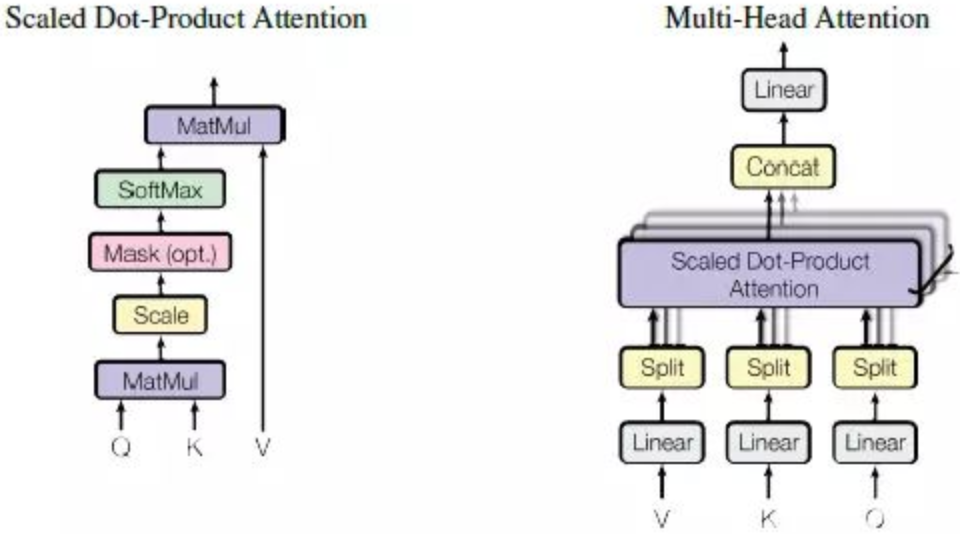 Scaled Dot-Product Attention
MatMul
SoftMax
Mask (opt.)
Scale
MatMul
Q K V
Multi-Head Attention
Linear
Concat
Scaled Dot-Product
Attention
Split Split Split
Linear Linear Linear
V K Q